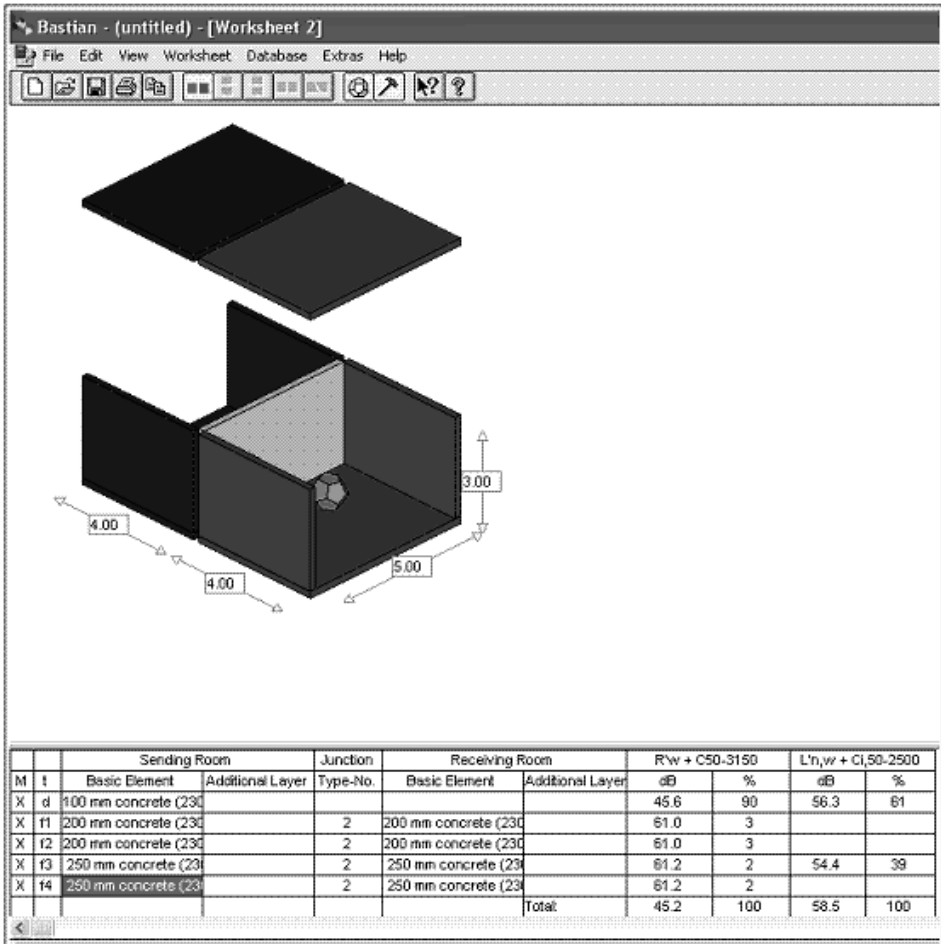 Bastian - (untitled) - [Worksheet 2]
File Edit View Worksheet Database Extras Help
3.00
4.00
5.00
4.00
Sending Room Junction Receiving Room R'w + C50-3150 L'n,w + Ci,50-2500
M t Basic Element Additional Layer Type-No. Basic Element Additional Layer dB % dB %
X d 100 mm concrete (230 45.6 90 56.3 61
X f1 200 mm concrete (230 2 200 mm concrete (230 61.0 3
X f2 200 mm concrete (230 2 200 mm concrete (230 61.0 3
X f3 250 mm concrete (23 2 250 mm concrete (23 61.2 2 54.4 39
X f4 250 mm concrete (23 2 250 mm concrete (23 61.2 2
Total: 45.2 100 58.5 100